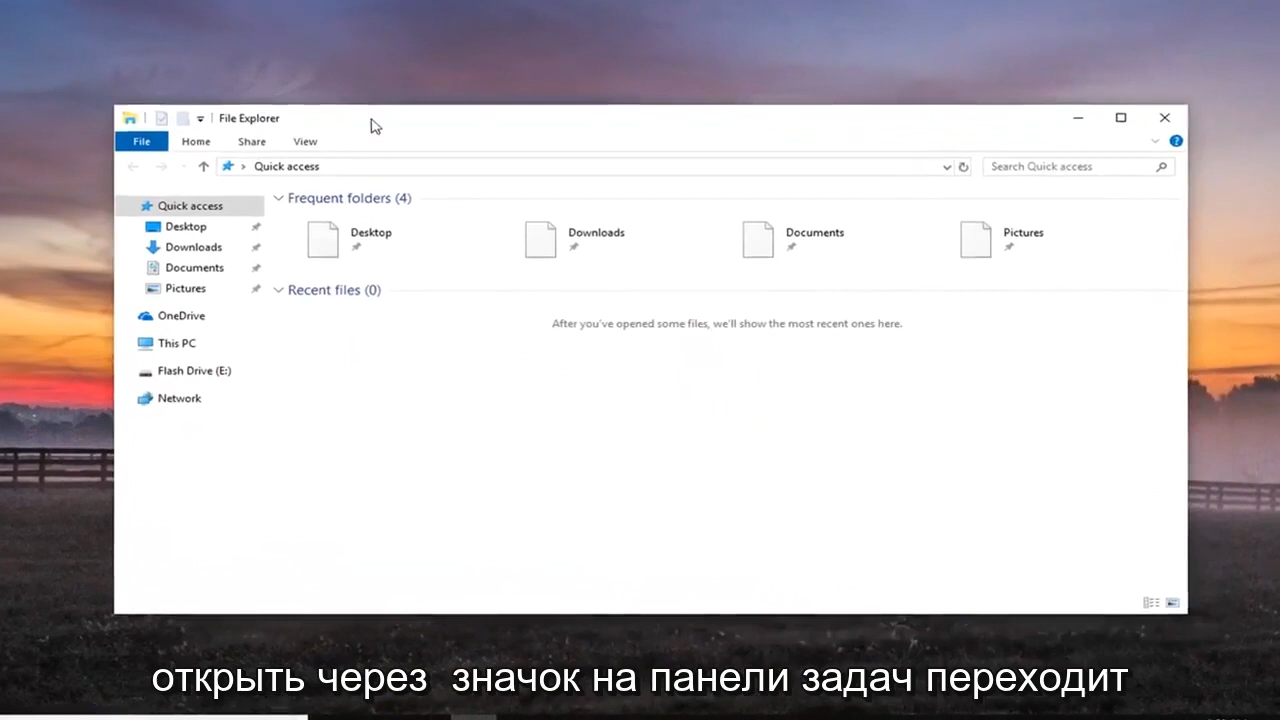 File Explorer
File Home Share View
Quick access
Search Quick access
Quick access
Desktop
Downloads
Documents
Pictures
OneDrive
This PC
Flash Drive (E:)
Network
Frequent folders (4)
Desktop
Downloads
Documents
Pictures
Recent files (0)
After you've opened some files, we'll show the most recent ones here.
открыть через значок на панели задач переходит